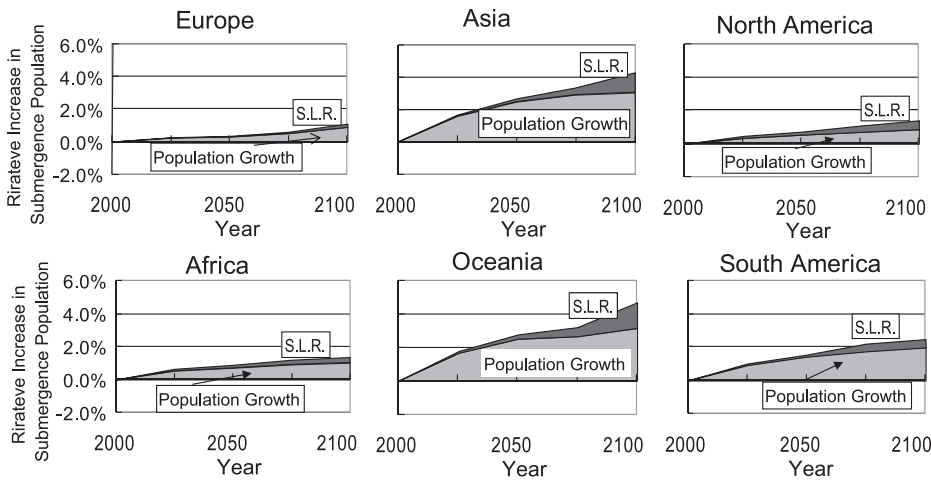 Europe
Asia
North America
Rirateve Increase in
Submergence Population
6.0%
4.0%
2.0%
0.0%
-2.0%
S.L.R.
Population Growth
S.L.R.
Population Growth
S.L.R.
Population Growth
2000
2050
2100
Year
2000
2050
2100
Year
2000
2050
2100
Year
Africa
Oceania
South America
Rirateve Increase in
Submergence Population
6.0%
4.0%
2.0%
0.0%
-2.0%
S.L.R.
Population Growth
S.L.R.
Population Growth
S.L.R.
Population Growth
2000
2050
2100
Year
2000
2050
2100
Year
2000
2050
2100
Year